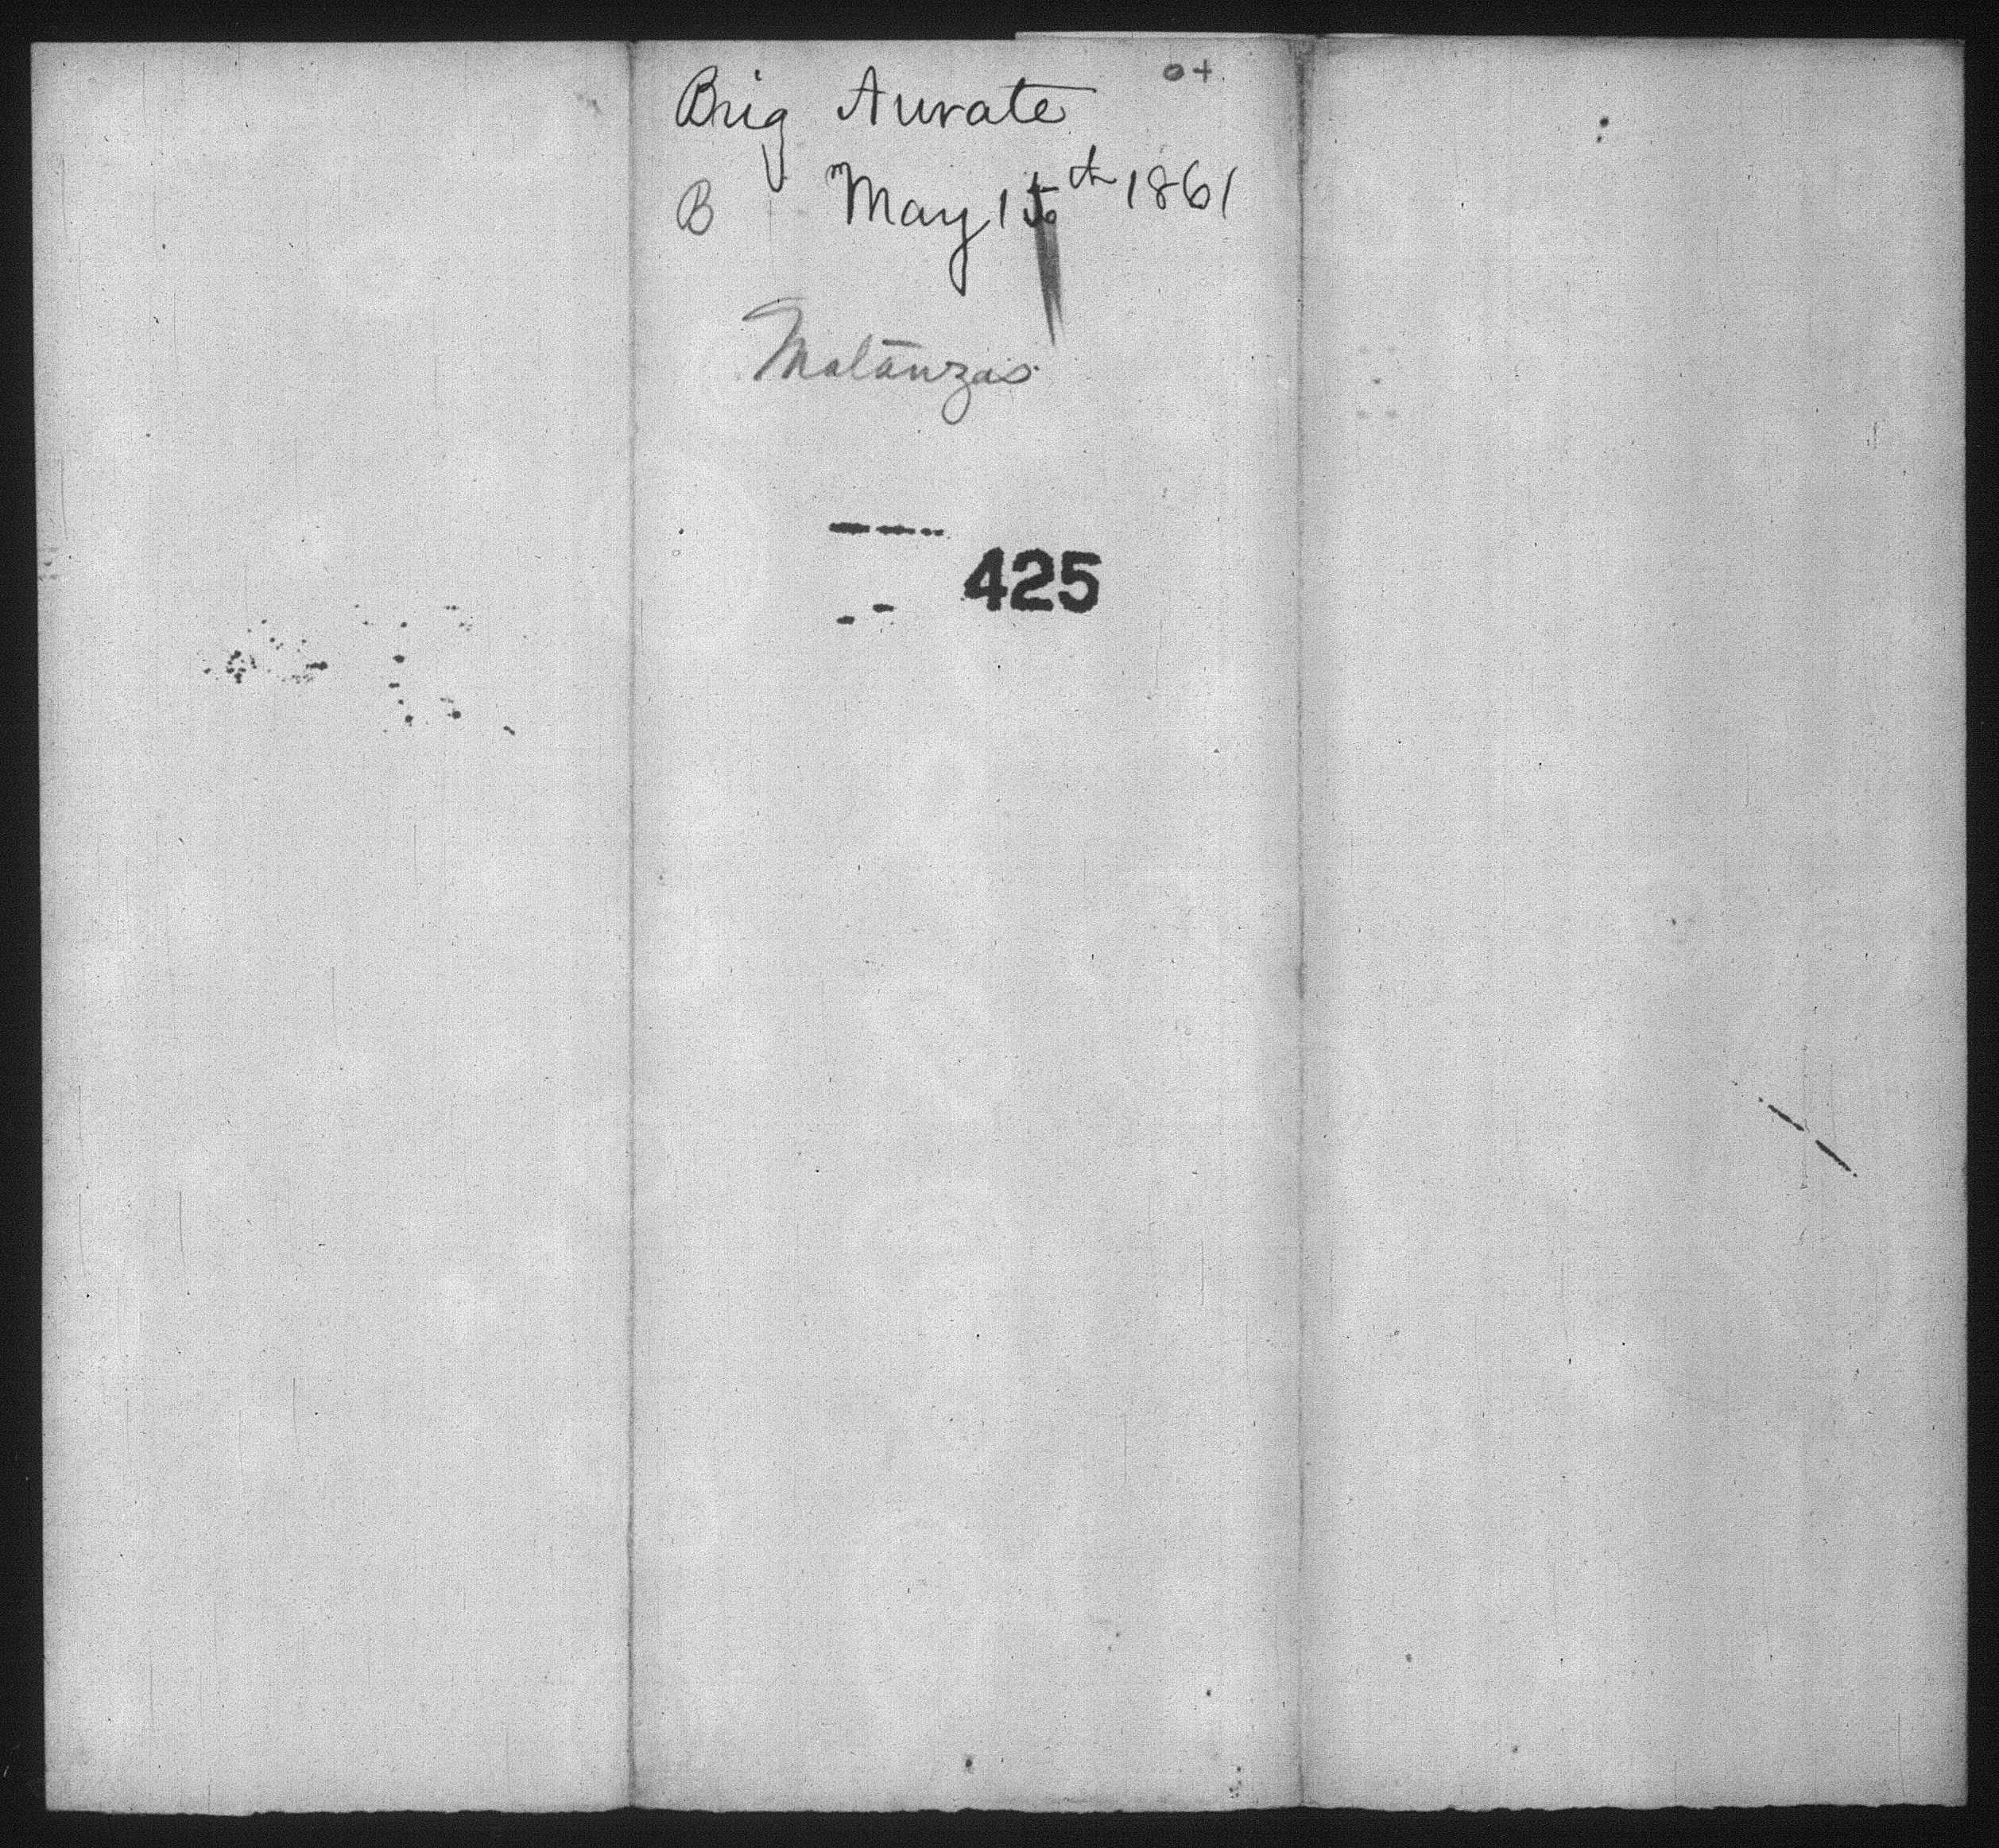 o+
Brig Aurate
B May 15th 1861
Matanzas
425